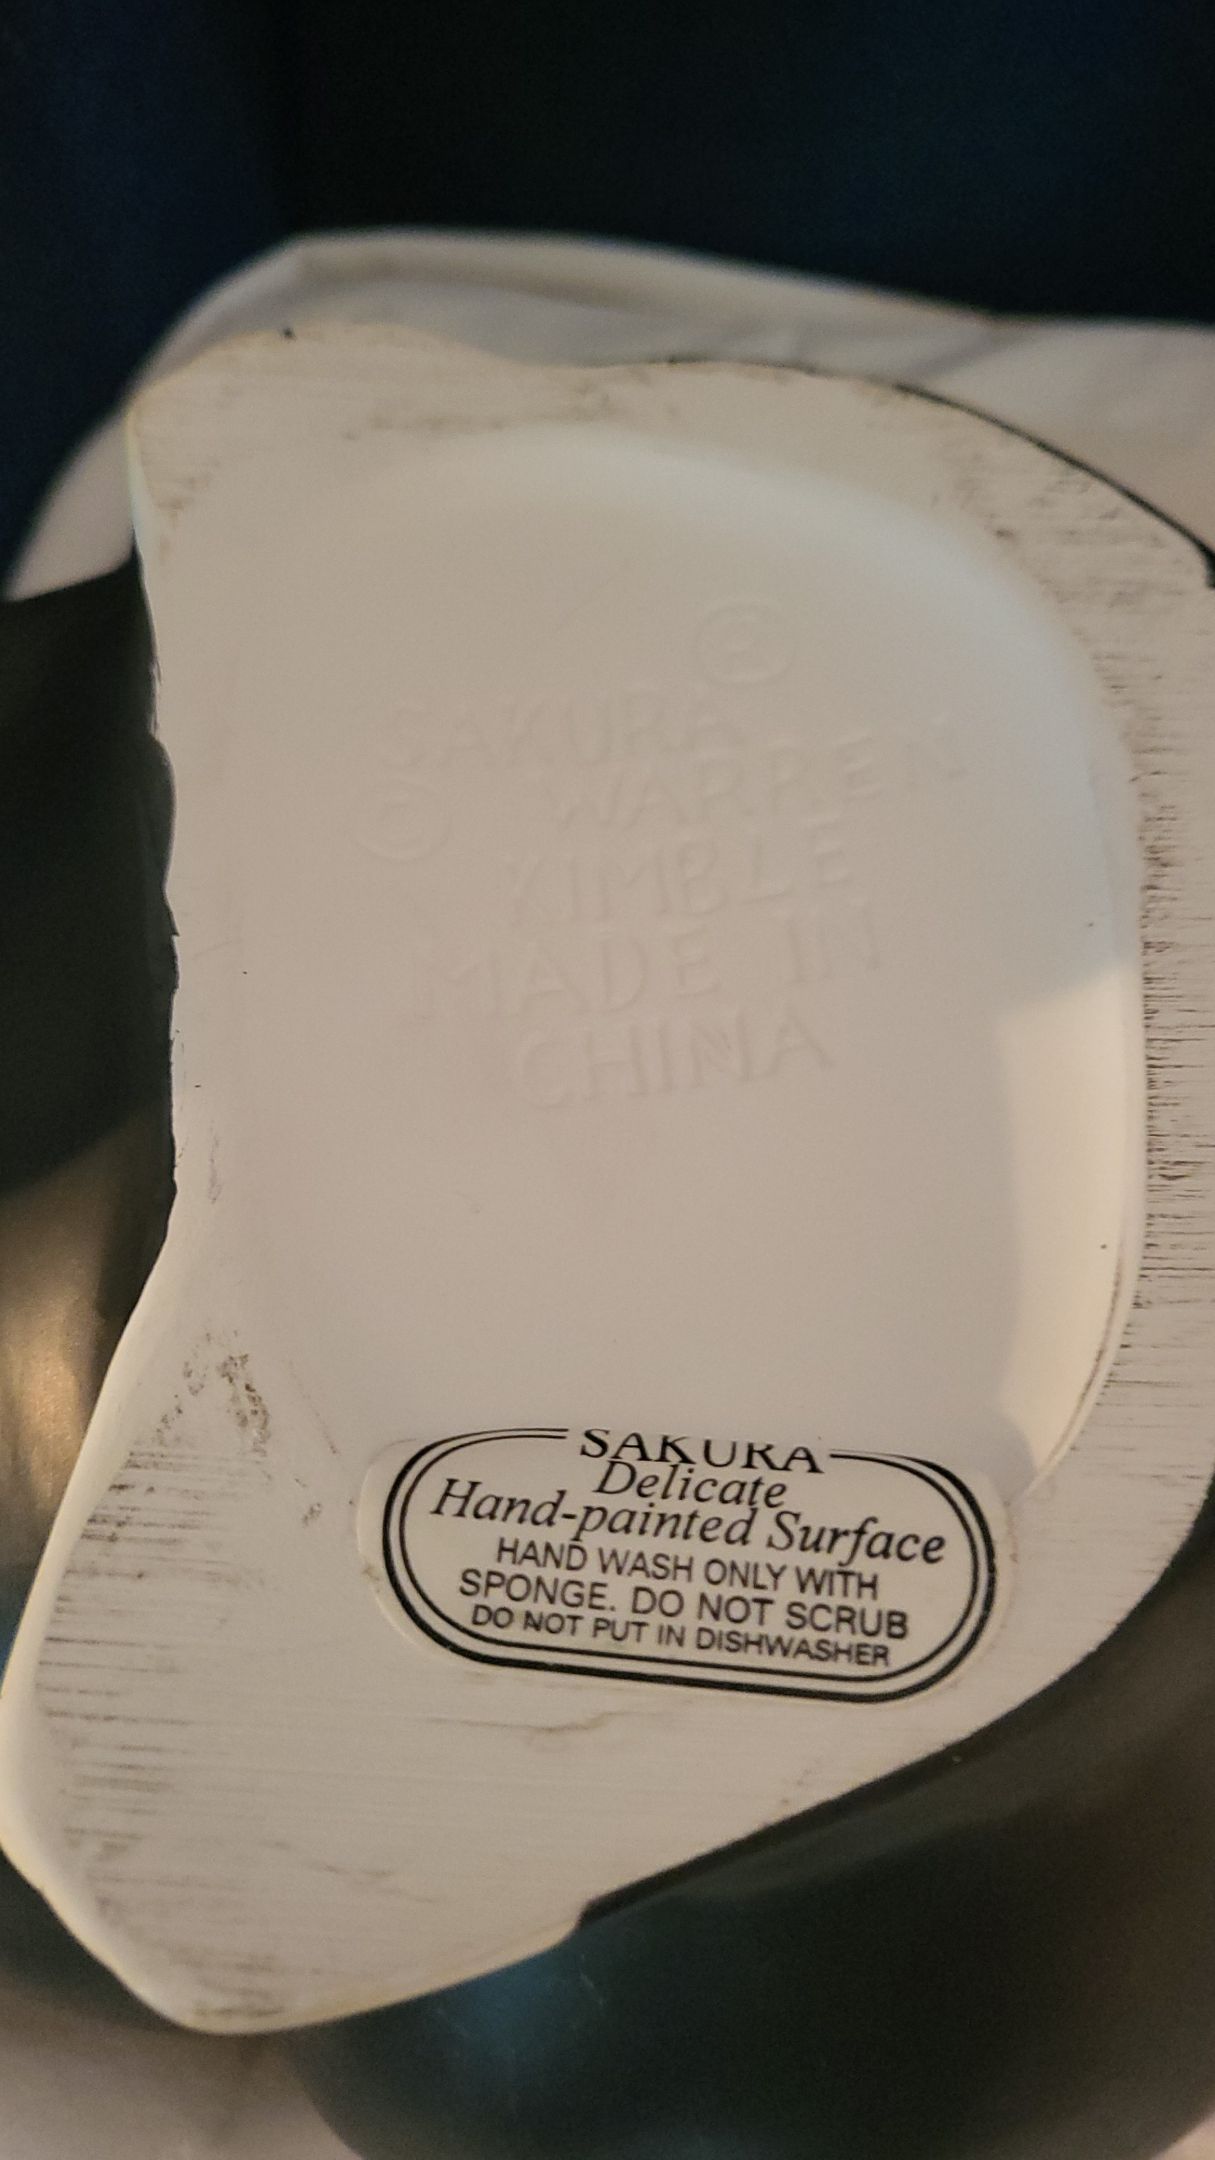 ®
SAKURA
© WARREN
KIMBLE
MADE IN
CHINA
SAKURA
Delicate
Hand-painted Surface
HAND WASH ONLY WITH
SPONGE. DO NOT SCRUB
DO NOT PUT IN DISHWASHER